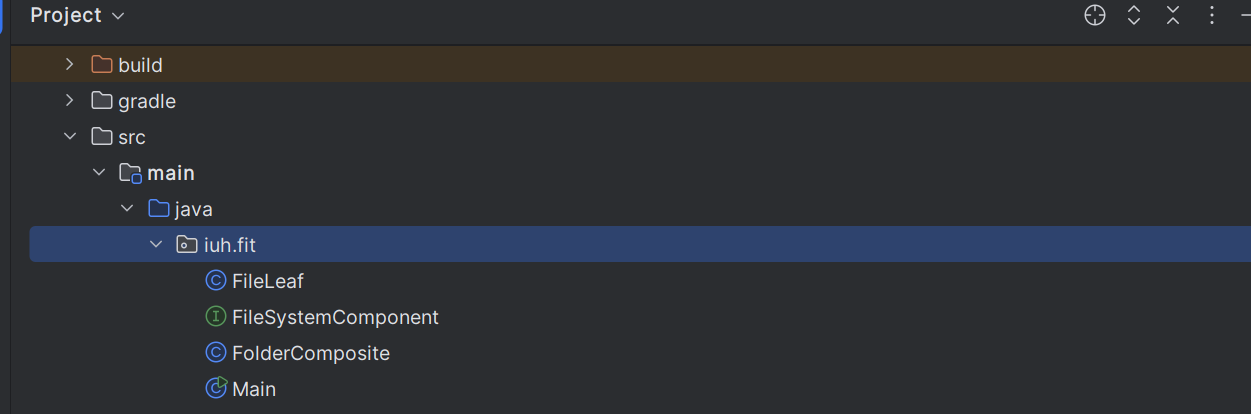 Project
build
gradle
src
main
java
iuh.fit
FileLeaf
FileSystemComponent
FolderComposite
Main